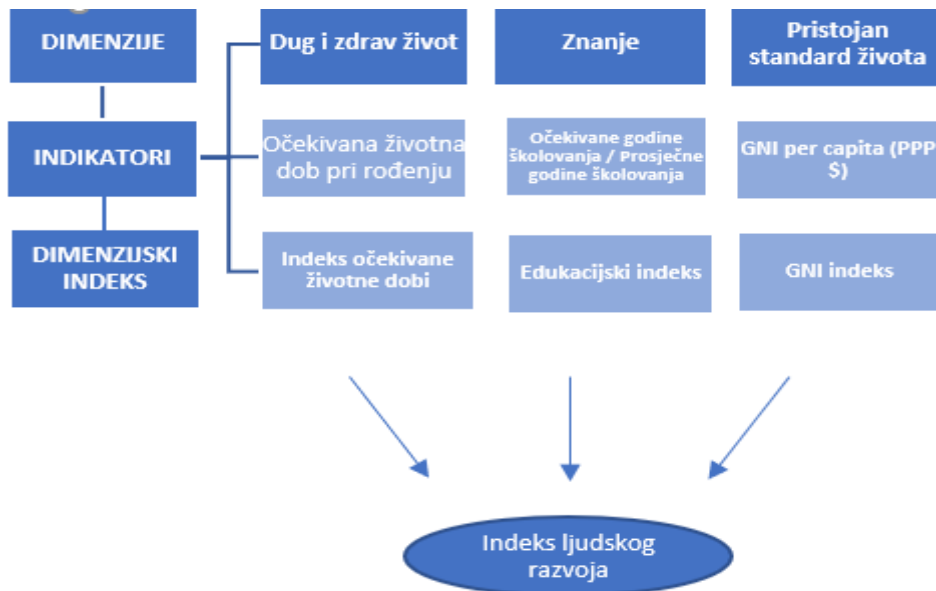 DIMENZIJE
Dug i zdrav život
Znanje
Pristojan
standard života
INDIKATORI
Očekivana životna
dob pri rođenju
Očekivane godine
školovanja / Prosječne
godine školovanja
GNI per capita (PPP
$)
DIMENZIJSKI
INDEKS
Indeks očekivane
životne dobi
Edukacijski indeks
GNI indeks
Indeks ljudskog
razvoja